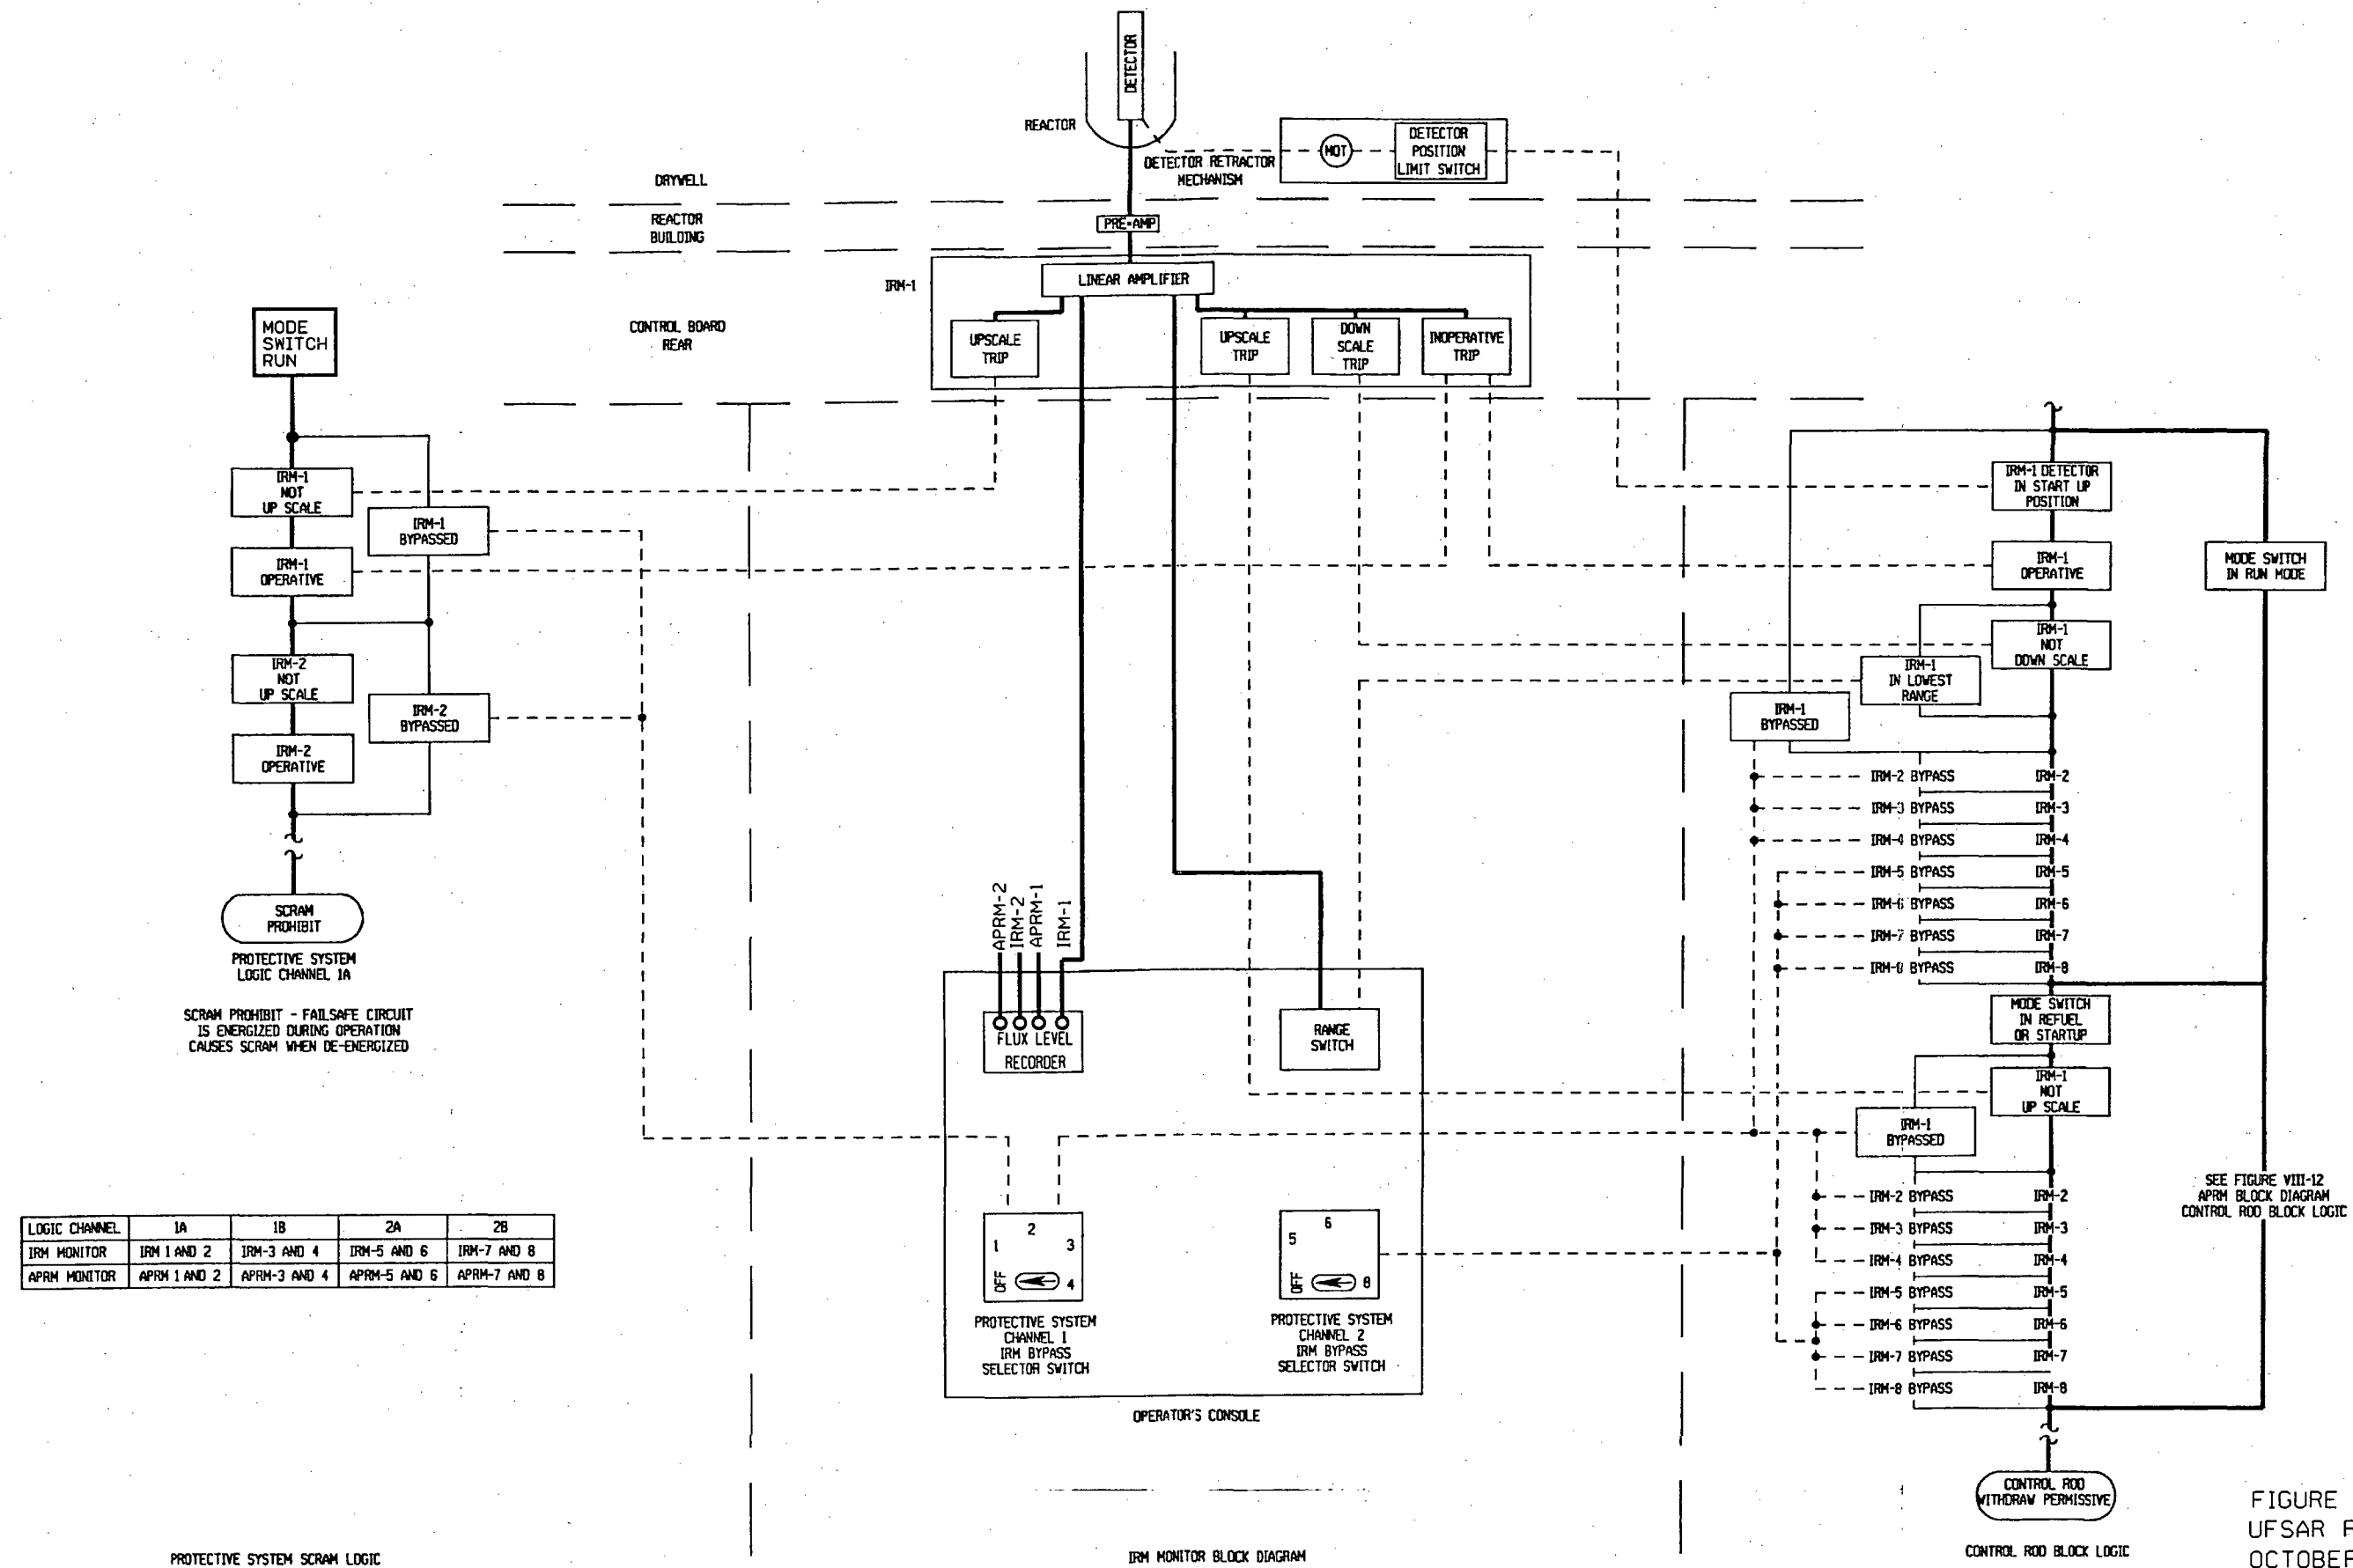 DETECTOR
REACTOR
DETECTOR RETRACTOR
MECHANISM
MOT
DETECTOR
POSITION
LIMIT SWITCH
DRYWELL
REACTOR
BUILDING
PRE-AMP
IRM-1
LINEAR AMPLIFIER
CONTROL BOARD
REAR
UPSCALE
TRIP
UPSCALE
TRIP
DOWN
SCALE
TRIP
INOPERATIVE
TRIP
MODE
SWITCH
RUN
IRM-1
NOT
UP SCALE
IRM-1
BYPASSED
IRM-1
OPERATIVE
IRM-2
NOT
UP SCALE
IRM-2
BYPASSED
IRM-2
OPERATIVE
SCRAM
PROHIBIT
PROTECTIVE SYSTEM
LOGIC CHANNEL 1A
SCRAM PROHIBIT - FAILSAFE CIRCUIT
IS ENERGIZED DURING OPERATION
CAUSES SCRAM WHEN DE-ENERGIZED
LOGIC CHANNEL 1A 1B 2A 2B
IRM MONITOR IRM 1 AND 2 IRM-3 AND 4 IRM-5 AND 6 IRM-7 AND 8
APRM MONITOR APRM 1 AND 2 APRM-3 AND 4 APRM-5 AND 6 APRM-7 AND 8
PROTECTIVE SYSTEM SCRAM LOGIC
APRM-2
IRM-2
APRM-1
IRM-1
FLUX LEVEL
RECORDER
RANGE
SWITCH
1 2 3 4 OFF
PROTECTIVE SYSTEM
CHANNEL 1
IRM BYPASS
SELECTOR SWITCH
5 6 8 OFF
PROTECTIVE SYSTEM
CHANNEL 2
IRM BYPASS
SELECTOR SWITCH
OPERATOR'S CONSOLE
IRM MONITOR BLOCK DIAGRAM
IRM-1 DETECTOR
IN START UP
POSITION
IRM-1
OPERATIVE
MODE SWITCH
IN RUN MODE
IRM-1
NOT
DOWN SCALE
IRM-1
IN LOWEST
RANGE
IRM-1
BYPASSED
IRM-2 BYPASS IRM-2
IRM-3 BYPASS IRM-3
IRM-4 BYPASS IRM-4
IRM-5 BYPASS IRM-5
IRM-6 BYPASS IRM-6
IRM-7 BYPASS IRM-7
IRM-8 BYPASS IRM-8
MODE SWITCH
IN REFUEL
OR STARTUP
IRM-1
NOT
UP SCALE
IRM-1
BYPASSED
IRM-2 BYPASS IRM-2
IRM-3 BYPASS IRM-3
IRM-4 BYPASS IRM-4
IRM-5 BYPASS IRM-5
IRM-6 BYPASS IRM-6
IRM-7 BYPASS IRM-7
IRM-8 BYPASS IRM-8
SEE FIGURE VIII-12
APRM BLOCK DIAGRAM
CONTROL ROD BLOCK LOGIC
CONTROL ROD
WITHDRAW PERMISSIVE
CONTROL ROD BLOCK LOGIC
FIGURE
UFSAR
OCTOBER